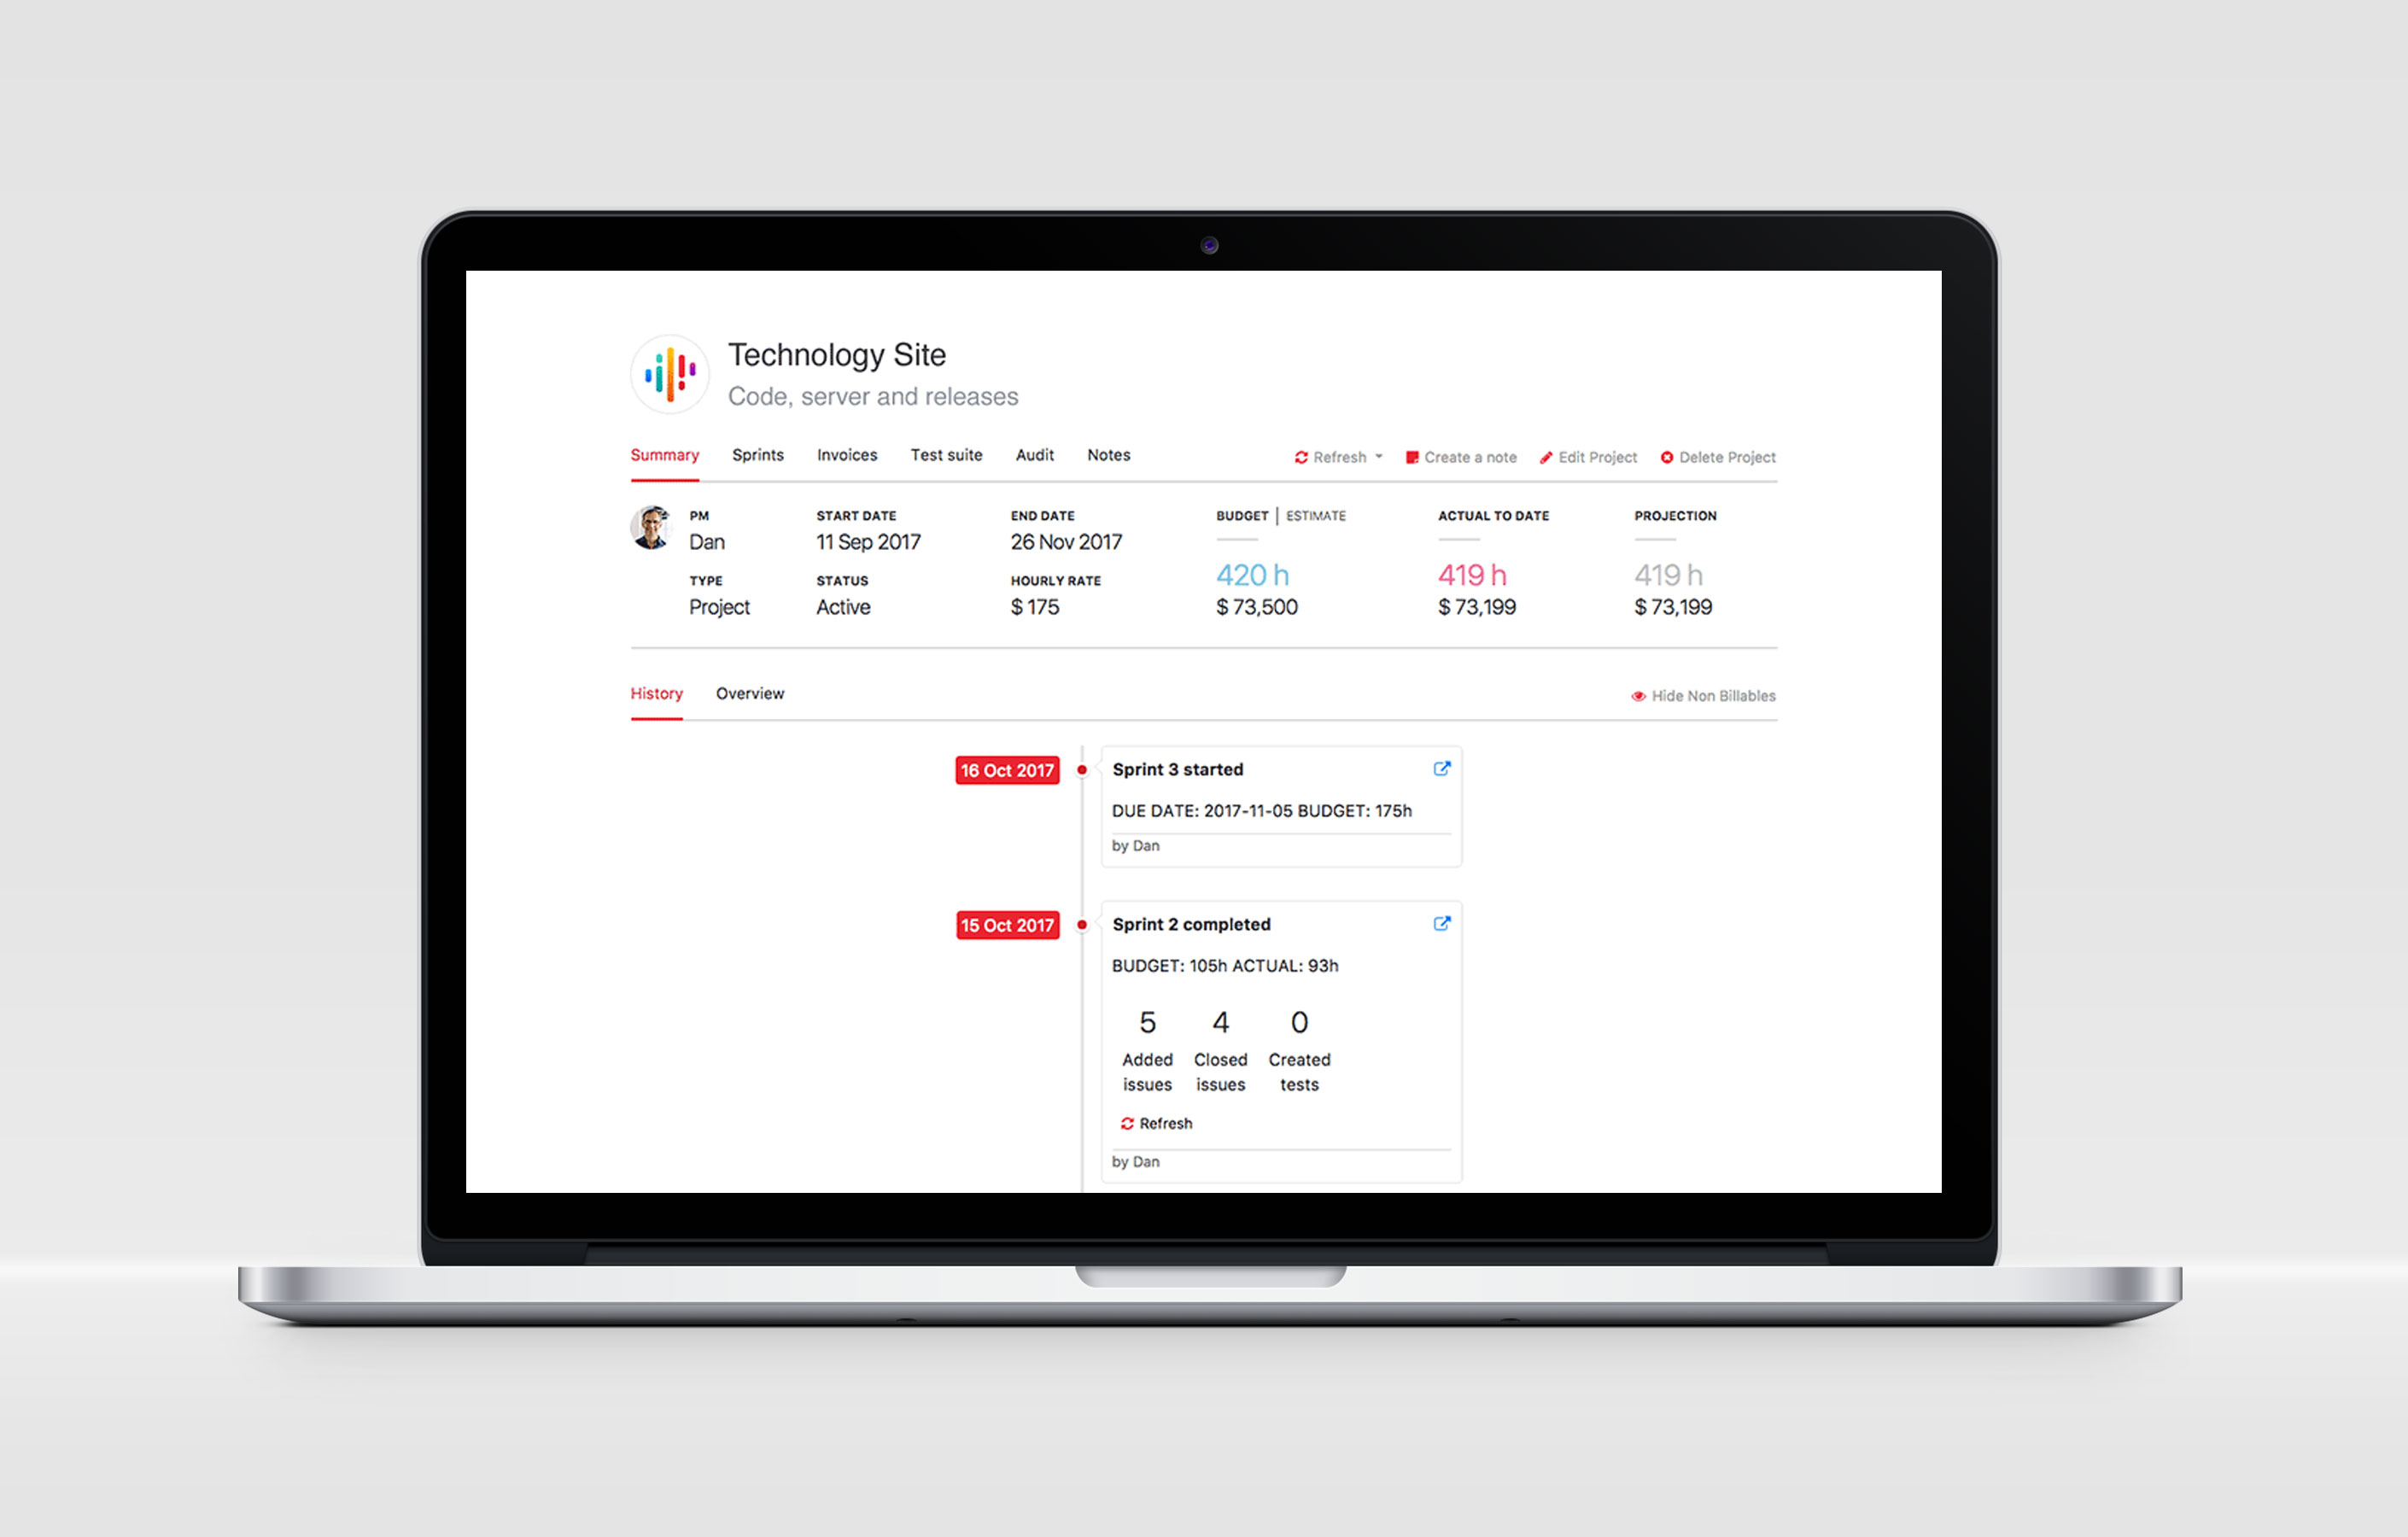 Technology Site
Code, server and releases
Summary Sprints Invoices Test suite Audit Notes Refresh Create a note Edit Project Delete Project
PM START DATE END DATE BUDGET | ESTIMATE ACTUAL TO DATE PROJECTION
Dan 11 Sep 2017 26 Nov 2017
420 h 419 h 419 h
TYPE STATUS HOURLY RATE
Project Active $ 175 $ 73,500 $ 73,199 $ 73,199
History Overview Hide Non Billables
16 Oct 2017 Sprint 3 started
DUE DATE: 2017-11-05 BUDGET: 175h
by Dan
15 Oct 2017 Sprint 2 completed
BUDGET: 105h ACTUAL: 93h
5 4 0
Added Closed Created
issues issues tests
Refresh
by Dan